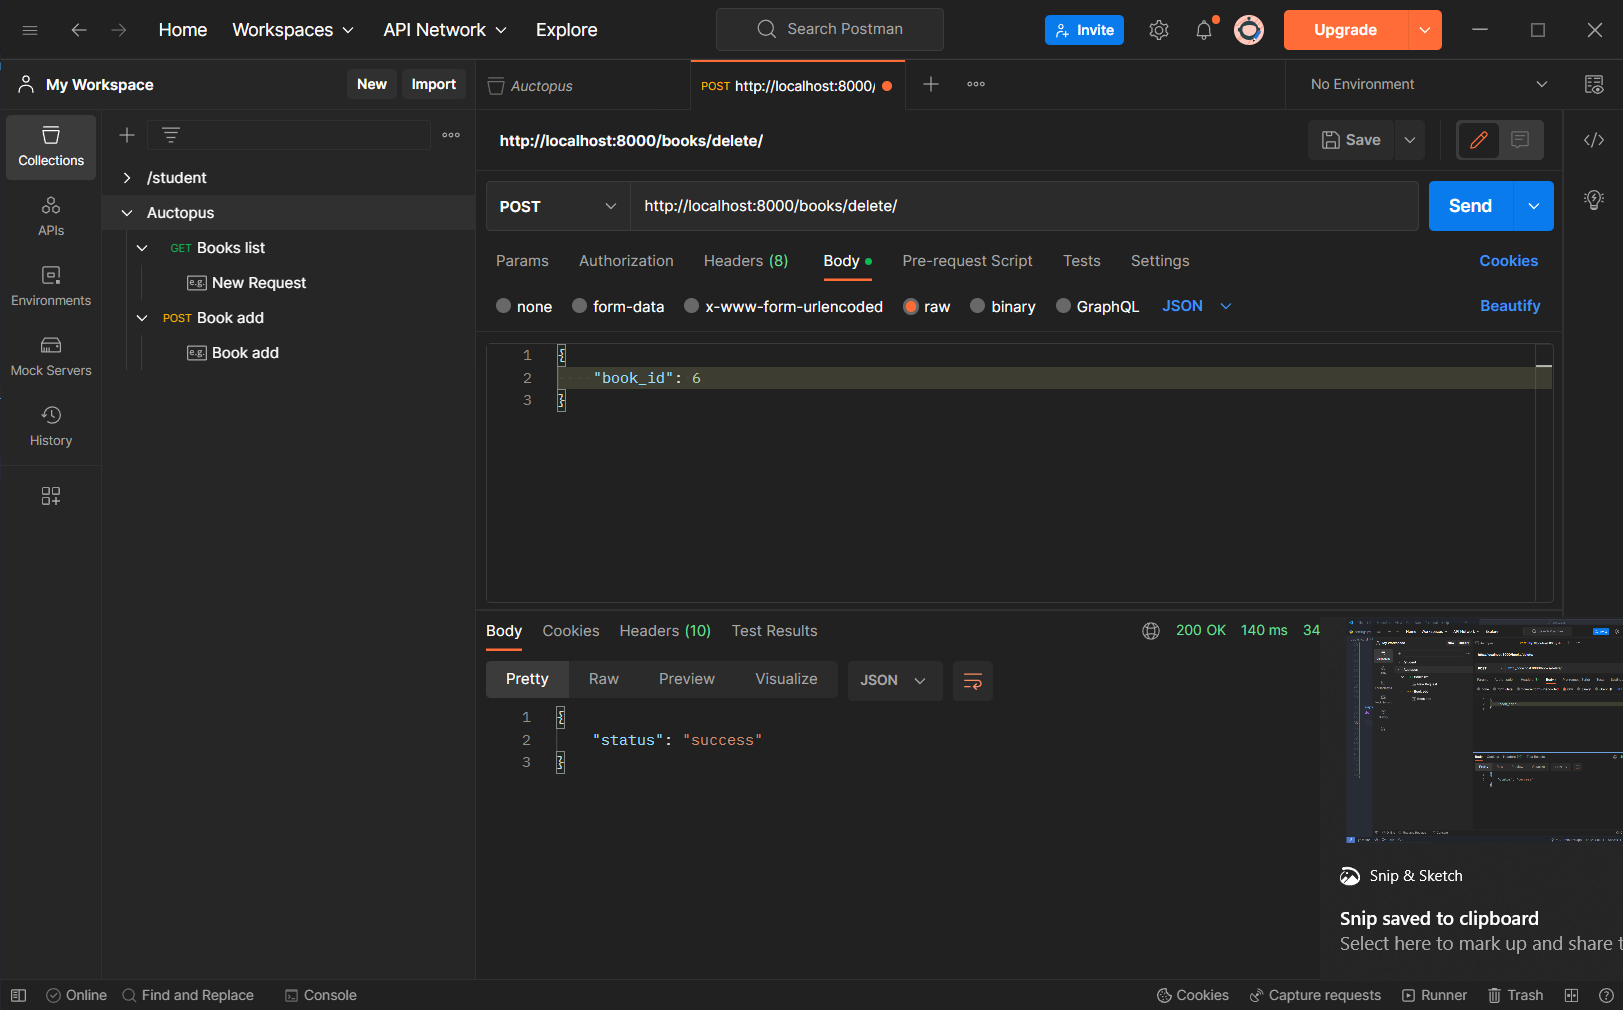 Home Workspaces API Network Explore Search Postman Invite Upgrade
My Workspace New Import Auctopus POST http://localhost:8000/ No Environment
Collections
APIs
Environments
Mock Servers
History
/student
Auctopus
GET Books list
e.g. New Request
POST Book add
e.g. Book add
http://localhost:8000/books/delete/ Save
POST http://localhost:8000/books/delete/ Send
Params Authorization Headers (8) Body Pre-request Script Tests Settings Cookies
none form-data x-www-form-urlencoded raw binary GraphQL JSON Beautify
1 {
2 "book_id": 6
3 }
Body Cookies Headers (10) Test Results 200 OK 140 ms 34
Pretty Raw Preview Visualize JSON
1 {
2 "status": "success"
3 }
Snip & Sketch
Snip saved to clipboard
Select here to mark up and share t
Online Find and Replace Console Cookies Capture requests Runner Trash